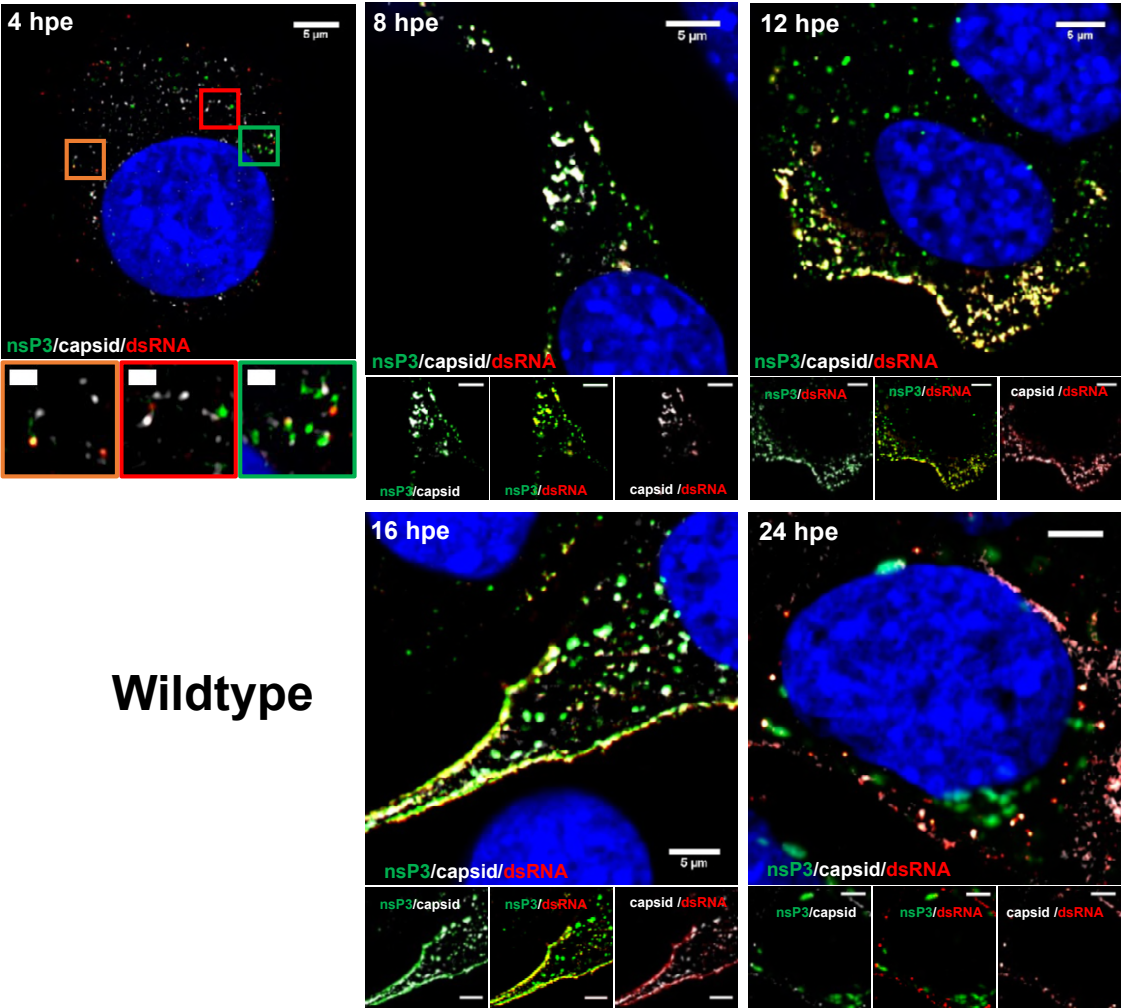 4 hpe
5 µm
nsP3/capsid/dsRNA
8 hpe
5 µm
nsP3/capsid/dsRNA
nsP3/capsid
nsP3/dsRNA
capsid /dsRNA
12 hpe
5 µm
nsP3/capsid/dsRNA
nsP3/dsRNA
nsP3/dsRNA
capsid /dsRNA
Wildtype
16 hpe
5 µm
nsP3/capsid/dsRNA
nsP3/capsid
nsP3/dsRNA
capsid /dsRNA
24 hpe
nsP3/capsid/dsRNA
nsP3/capsid
nsP3/dsRNA
capsid /dsRNA